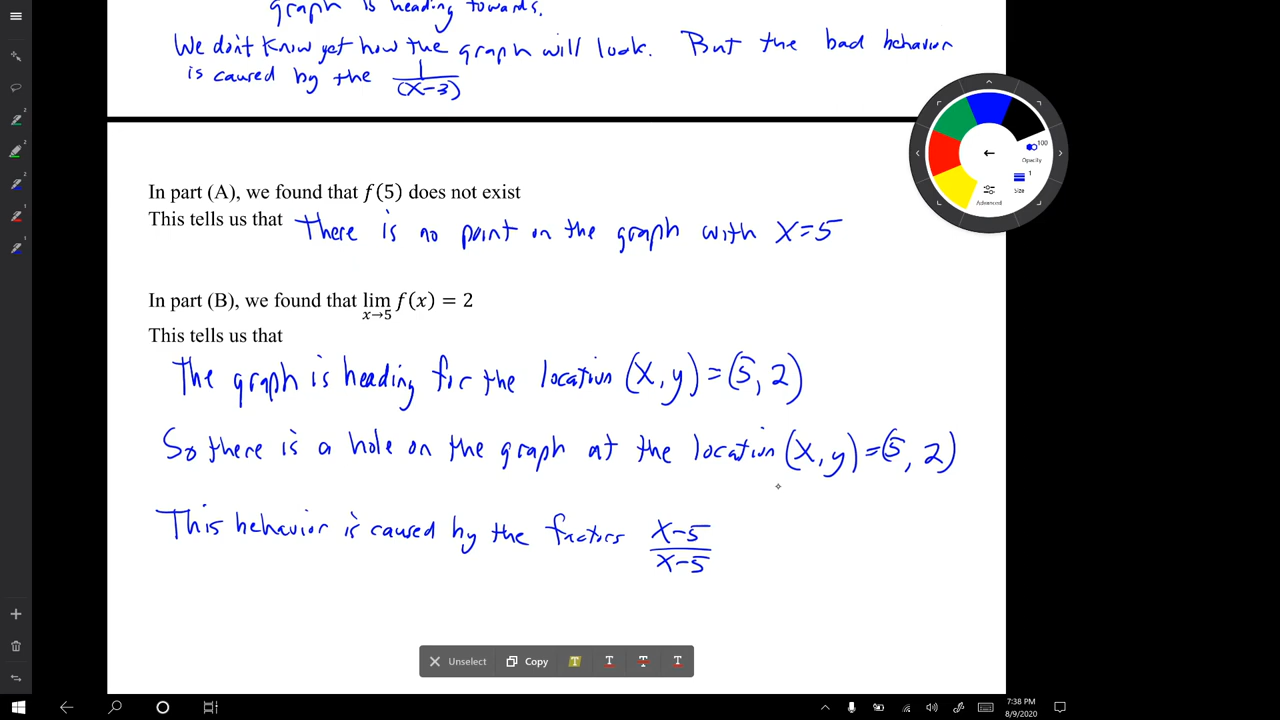 graph is heading towards.
We don't know yet how the graph will look. But the bad behavior
is caused by the 1/(x-3)
100
Opacity
1
Size
Advanced
In part (A), we found that f(5) does not exist
This tells us that There is no point on the graph with x=5
In part (B), we found that lim x→5 f(x) = 2
This tells us that
The graph is heading for the location (x,y)=(5,2)
So there is a hole on the graph at the location (x,y)=(5,2)
This behavior is caused by the factors x-5/x-5
Unselect Copy T T T T
7:38 PM
8/9/2020